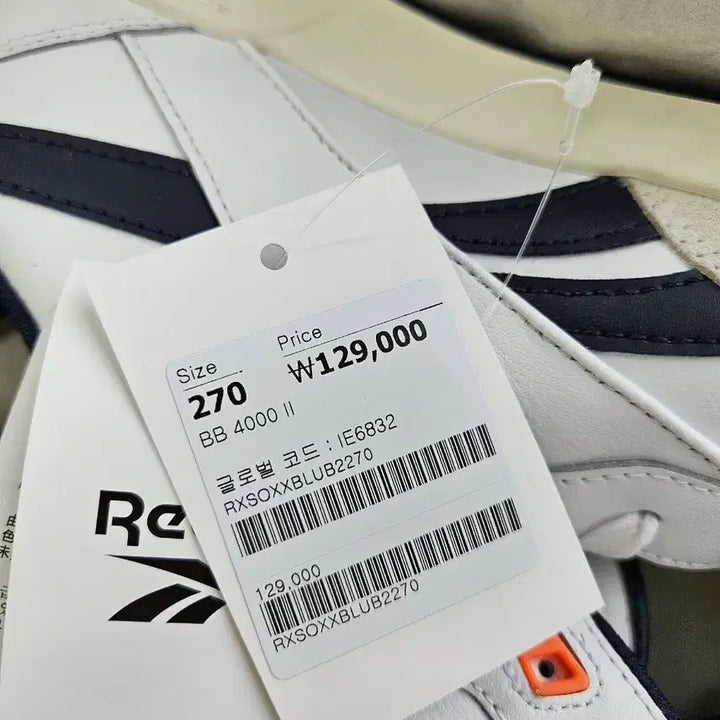 Size Price
270 ₩129,000
BB 4000 II
글로벌 코드 : IE6832
RXSOXXBLUB2270
129,000
RXSOXXBLUB2270
Re